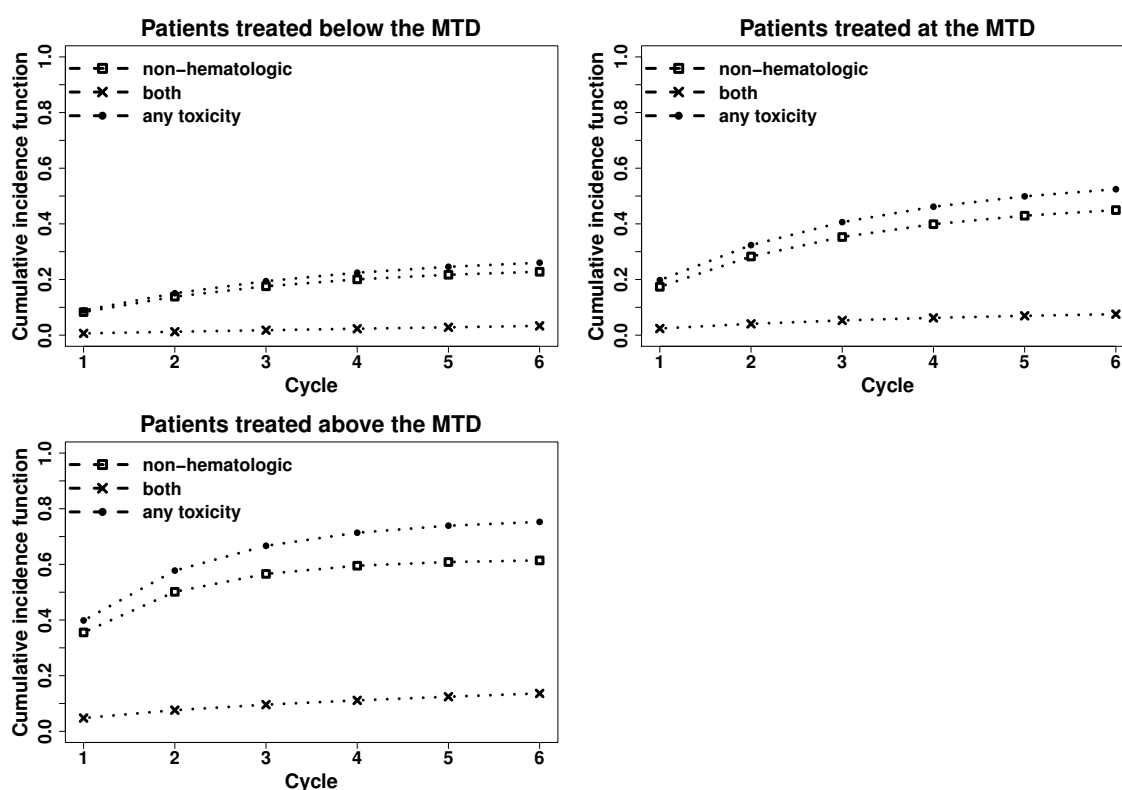 Patients treated below the MTD
Cumulative incidence function
0.0 0.2 0.4 0.6 0.8 1.0
non−hematologic
both
any toxicity
1 2 3 4 5 6
Cycle
Patients treated at the MTD
Cumulative incidence function
0.0 0.2 0.4 0.6 0.8 1.0
non−hematologic
both
any toxicity
1 2 3 4 5 6
Cycle
Patients treated above the MTD
Cumulative incidence function
0.0 0.2 0.4 0.6 0.8 1.0
non−hematologic
both
any toxicity
1 2 3 4 5 6
Cycle